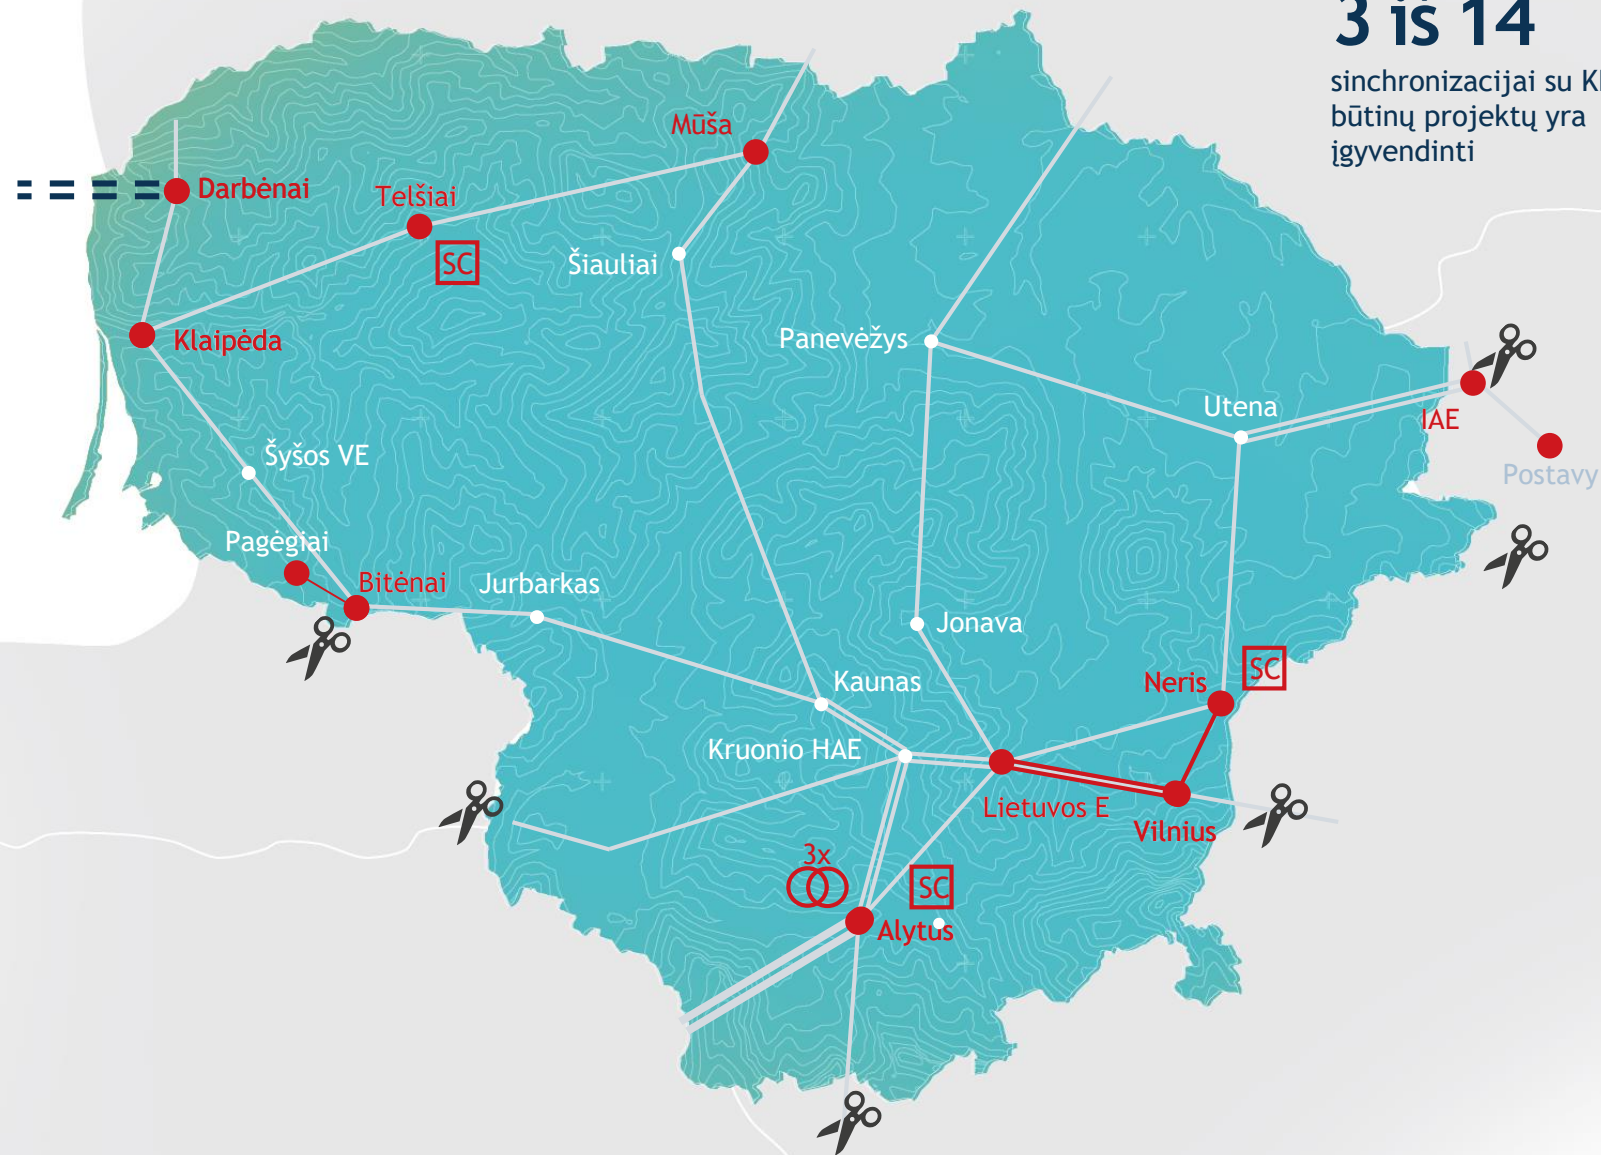 3 iš 14
sinchronizacijai su
būtinų projektų yra
įgyvendinti
Mūša
Darbėnai
Telšiai
SC
Šiauliai
Klaipėda
Panevėžys
Utena
IAE
Postavy
Šyšos VE
Pagėgiai
Bitėnai
Jurbarkas
Jonava
Kaunas
Neris
SC
Kruonio HAE
Lietuvos E
Vilnius
3x
SC
Alytus